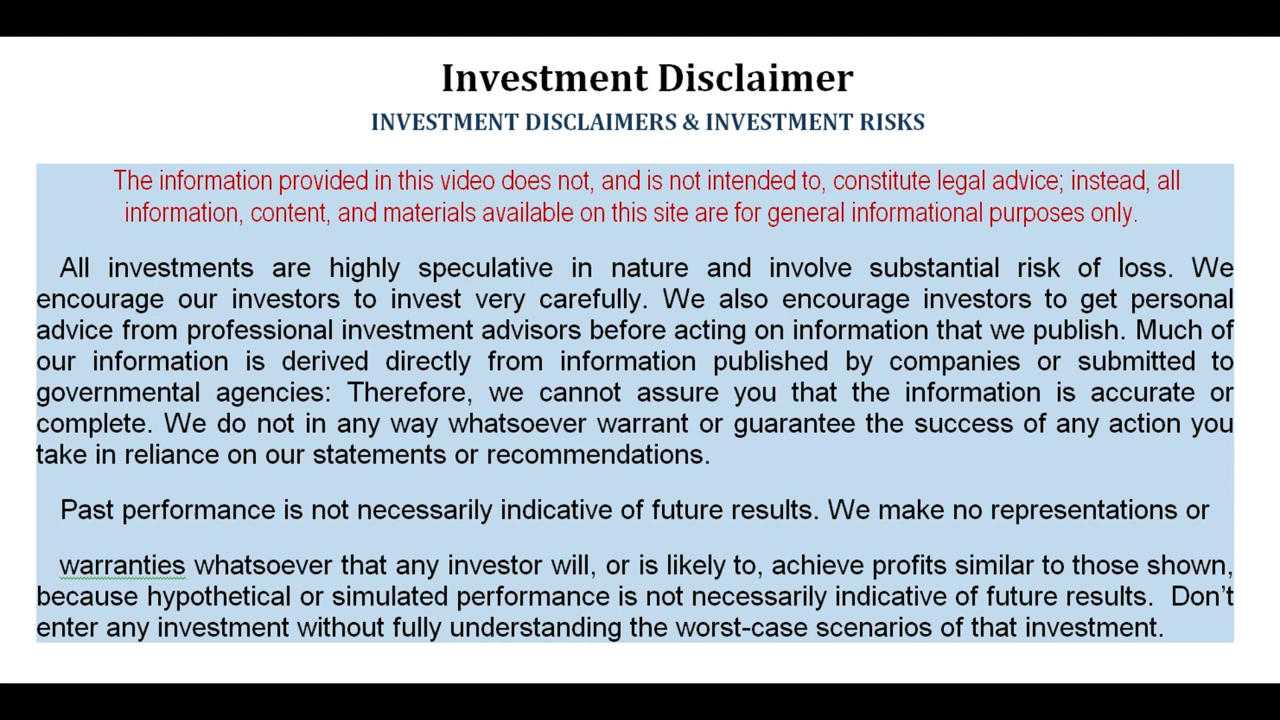 Investment Disclaimer
INVESTMENT DISCLAIMERS & INVESTMENT RISKS
The information provided in this video does not, and is not intended to, constitute legal advice; instead, all
information, content, and materials available on this site are for general informational purposes only.
All investments are highly speculative in nature and involve substantial risk of loss. We
encourage our investors to invest very carefully. We also encourage investors to get personal
advice from professional investment advisors before acting on information that we publish. Much of
our information is derived directly from information published by companies or submitted to
governmental agencies: Therefore, we cannot assure you that the information is accurate or
complete. We do not in any way whatsoever warrant or guarantee the success of any action you
take in reliance on our statements or recommendations.
Past performance is not necessarily indicative of future results. We make no representations or
warranties whatsoever that any investor will, or is likely to, achieve profits similar to those shown,
because hypothetical or simulated performance is not necessarily indicative of future results.  Don’t
enter any investment without fully understanding the worst-case scenarios of that investment.